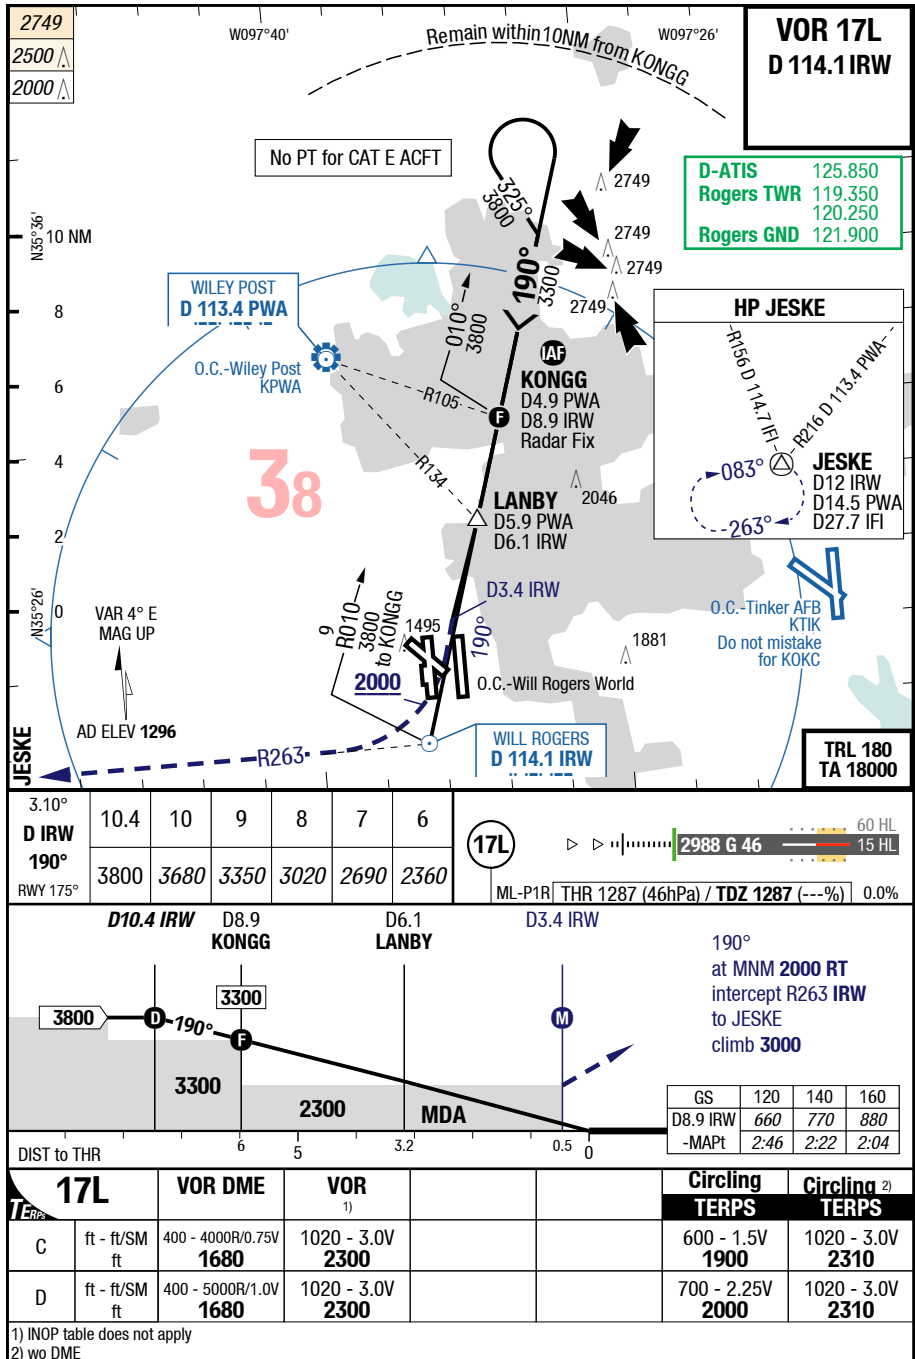 2749
2500
2000
W097°40'
Remain within 10NM from KONGG
W097°26'
VOR 17L
D 114.1 IRW
No PT for CAT E ACFT
D-ATIS 125.850
Rogers TWR 119.350
120.250
Rogers GND 121.900
2749
2749
2749
2749
325°
3800
190°
3300
N35°36'
10 NM
8
6
4
2
0
N35°26'
WILEY POST
D 113.4 PWA
O.C.-Wiley Post
KPWA
010°
3800
R105
R134
IAF
KONGG
D4.9 PWA
D8.9 IRW
Radar Fix
F
38
LANBY
D5.9 PWA
D6.1 IRW
2046
HP JESKE
R156 D 114.7 IFI
R216 D 113.4 PWA
083°
263°
JESKE
D12 IRW
D14.5 PWA
D27.7 IFI
D3.4 IRW
190°
9
R010
3800
to KONGG
1495
1881
2000
O.C.-Will Rogers World
O.C.-Tinker AFB
KTIK
Do not mistake
for KOKC
VAR 4° E
MAG UP
AD ELEV 1296
JESKE
R263
WILL ROGERS
D 114.1 IRW
TRL 180
TA 18000
3.10°
D IRW 10.4 10 9 8 7 6
190° 3800 3680 3350 3020 2690 2360
RWY 175°
17L
2988 G 46
60 HL
15 HL
ML-P1R THR 1287 (46hPa) / TDZ 1287 (---%) 0.0%
D10.4 IRW D8.9 D6.1 D3.4 IRW
KONGG LANBY
3800
D
190°
3300
F
M
3300
2300
MDA
190°
at MNM 2000 RT
intercept R263 IRW
to JESKE
climb 3000
GS 120 140 160
D8.9 IRW 660 770 880
-MAPt 2:46 2:22 2:04
DIST to THR 6 5 3.2 0.5 0
TERPs 17L VOR DME VOR 1) Circling TERPS Circling 2) TERPS
C ft - ft/SM 400 - 4000R/0.75V 1020 - 3.0V 600 - 1.5V 1020 - 3.0V
ft 1680 2300 1900 2310
D ft - ft/SM 400 - 5000R/1.0V 1020 - 3.0V 700 - 2.25V 1020 - 3.0V
ft 1680 2300 2000 2310
1) INOP table does not apply
2) wo DME